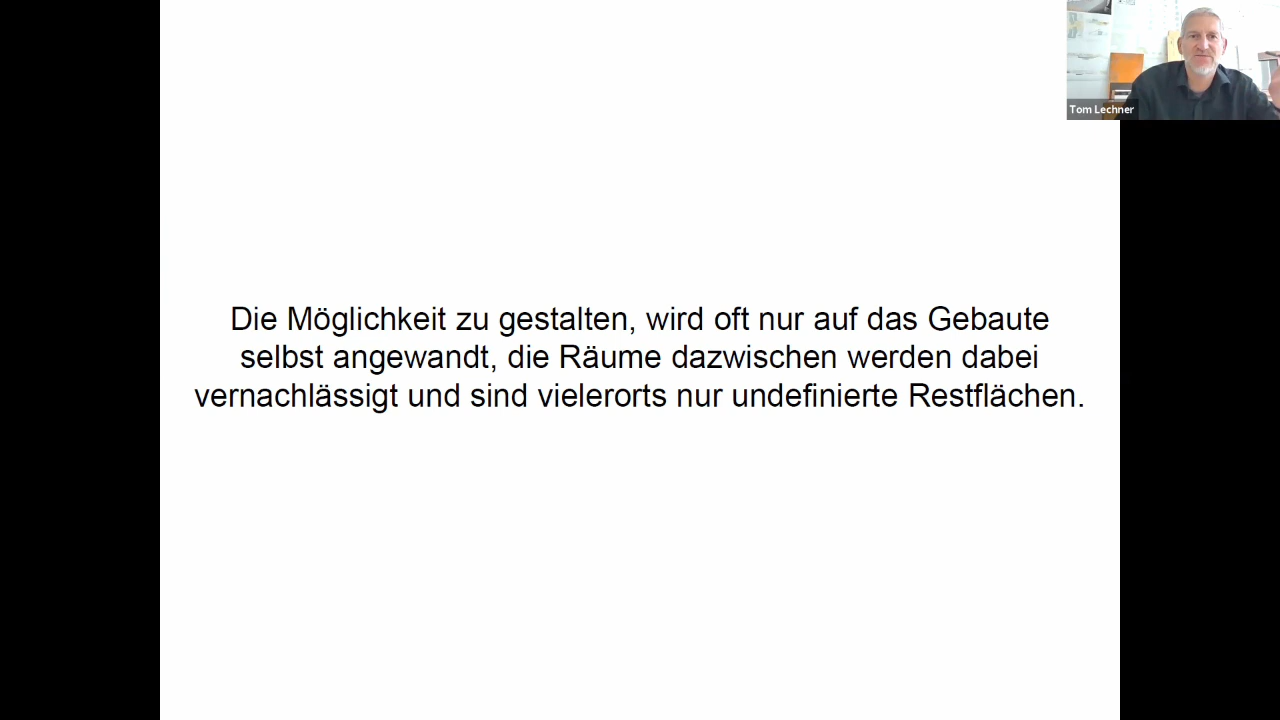 Tom Lechner
Die Möglichkeit zu gestalten, wird oft nur auf das Gebaute
selbst angewandt, die Räume dazwischen werden dabei
vernachlässigt und sind vielerorts nur undefinierte Restflächen.